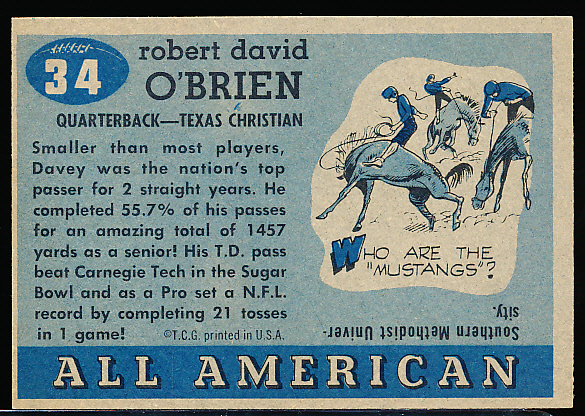 34
robert david
O'BRIEN
QUARTERBACK—TEXAS CHRISTIAN
Smaller than most players,
Davey was the nation's top
passer for 2 straight years. He
completed 55.7% of his passes
for an amazing total of 1457
yards as a senior! His T.D. pass
beat Carnegie Tech in the Sugar
Bowl and as a Pro set a N.F.L.
record by completing 21 tosses
in 1 game!
©T.C.G. printed in U.S.A.
WHO ARE THE
"MUSTANGS"?
Southern Methodist Univer-
sity.
ALL AMERICAN